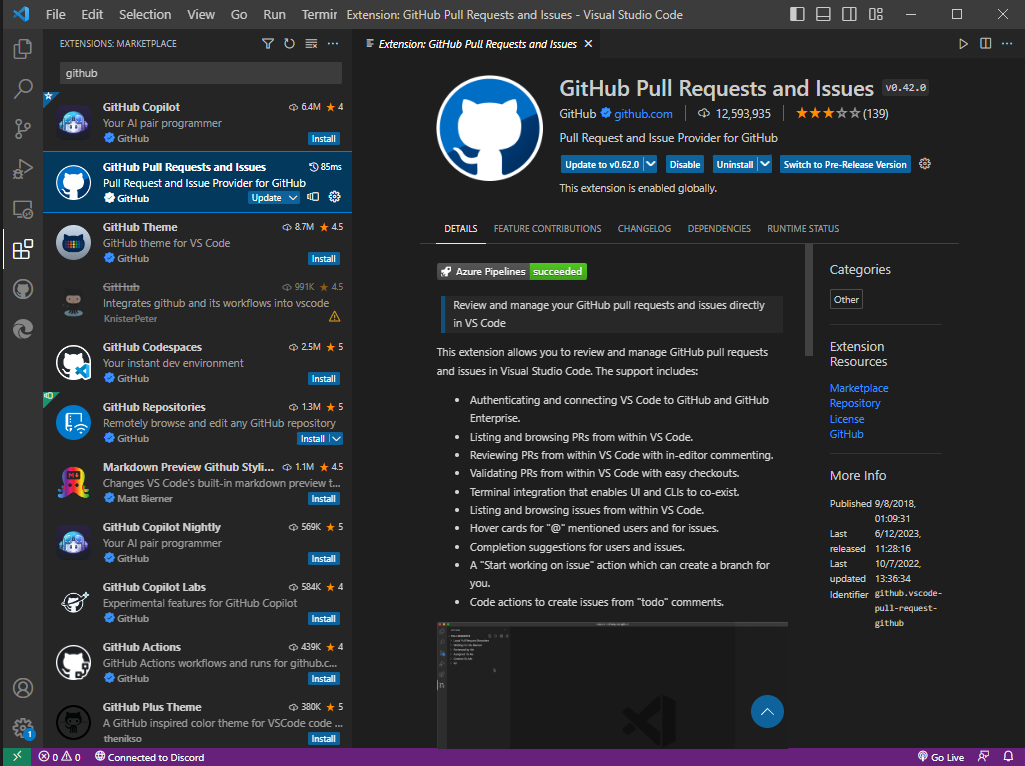 File Edit Selection View Go Run Termir Extension: GitHub Pull Requests and Issues - Visual Studio Code
EXTENSIONS: MARKETPLACE
github
GitHub Copilot 6.4M ★ 4
Your AI pair programmer
GitHub Install
GitHub Pull Requests and Issues 85ms
Pull Request and Issue Provider for GitHub
GitHub Update
GitHub Theme 8.7M ★ 4.5
GitHub theme for VS Code
GitHub Install
GitHub 991K ★ 4.5
Integrates github and its workflows into vscode
KnisterPeter
GitHub Codespaces 2.5M ★ 5
Your instant dev environment
GitHub Install
GitHub Repositories 1.3M ★ 5
Remotely browse and edit any GitHub repository
GitHub Install
Markdown Preview Github Styli... 1.1M ★ 4.5
Changes VS Code's built-in markdown preview t...
Matt Bierner Install
GitHub Copilot Nightly 569K ★ 5
Your AI pair programmer
GitHub Install
GitHub Copilot Labs 584K ★ 4
Experimental features for GitHub Copilot
GitHub Install
GitHub Actions 439K ★ 4
GitHub Actions workflows and runs for github.c...
GitHub Install
GitHub Plus Theme 380K ★ 5
A GitHub inspired color theme for VSCode code ...
thenikso Install
Extension: GitHub Pull Requests and Issues
GitHub Pull Requests and Issues v0.42.0
GitHub github.com 12,593,935 ★★★☆☆ (139)
Pull Request and Issue Provider for GitHub
Update to v0.62.0 Disable Uninstall Switch to Pre-Release Version
This extension is enabled globally.
DETAILS FEATURE CONTRIBUTIONS CHANGELOG DEPENDENCIES RUNTIME STATUS
Azure Pipelines succeeded
Review and manage your GitHub pull requests and issues directly
in VS Code
This extension allows you to review and manage GitHub pull requests
and issues in Visual Studio Code. The support includes:
• Authenticating and connecting VS Code to GitHub and GitHub
Enterprise.
• Listing and browsing PRs from within VS Code.
• Reviewing PRs from within VS Code with in-editor commenting.
• Validating PRs from within VS Code with easy checkouts.
• Terminal integration that enables UI and CLIs to co-exist.
• Listing and browsing issues from within VS Code.
• Hover cards for "@" mentioned users and for issues.
• Completion suggestions for users and issues.
• A "Start working on issue" action which can create a branch for
you.
• Code actions to create issues from "todo" comments.
Categories
Other
Extension
Resources
Marketplace
Repository
License
GitHub
More Info
Published 9/8/2018,
01:09:31
Last 6/12/2023,
released 11:28:16
Last 10/7/2022,
updated 13:36:34
Identifier github.vscode-
pull-request-
github
1
0 0 Connected to Discord Go Live